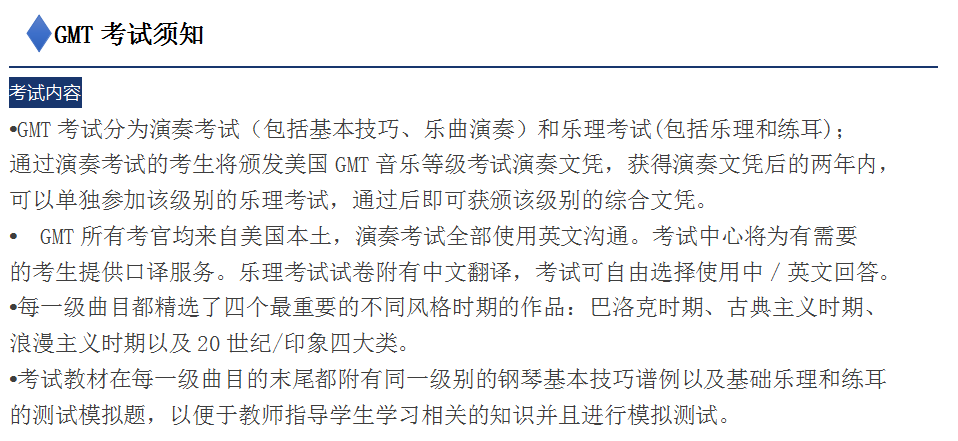 GMT 考试须知
考试内容
•GMT 考试分为演奏考试（包括基本技巧、乐曲演奏）和乐理考试(包括乐理和练耳)；
通过演奏考试的考生将颁发美国 GMT 音乐等级考试演奏文凭，获得演奏文凭后的两年内，
可以单独参加该级别的乐理考试，通过后即可获颁该级别的综合文凭。
• GMT 所有考官均来自美国本土，演奏考试全部使用英文沟通。考试中心将为有需要
的考生提供口译服务。乐理考试试卷附有中文翻译，考试可自由选择使用中 / 英文回答。
•每一级曲目都精选了四个最重要的不同风格时期的作品：巴洛克时期、古典主义时期、
浪漫主义时期以及 20 世纪/印象四大类。
•考试教材在每一级曲目的末尾都附有同一级别的钢琴基本技巧谱例以及基础乐理和练耳
的测试模拟题，以便于教师指导学生学习相关的知识并且进行模拟测试。